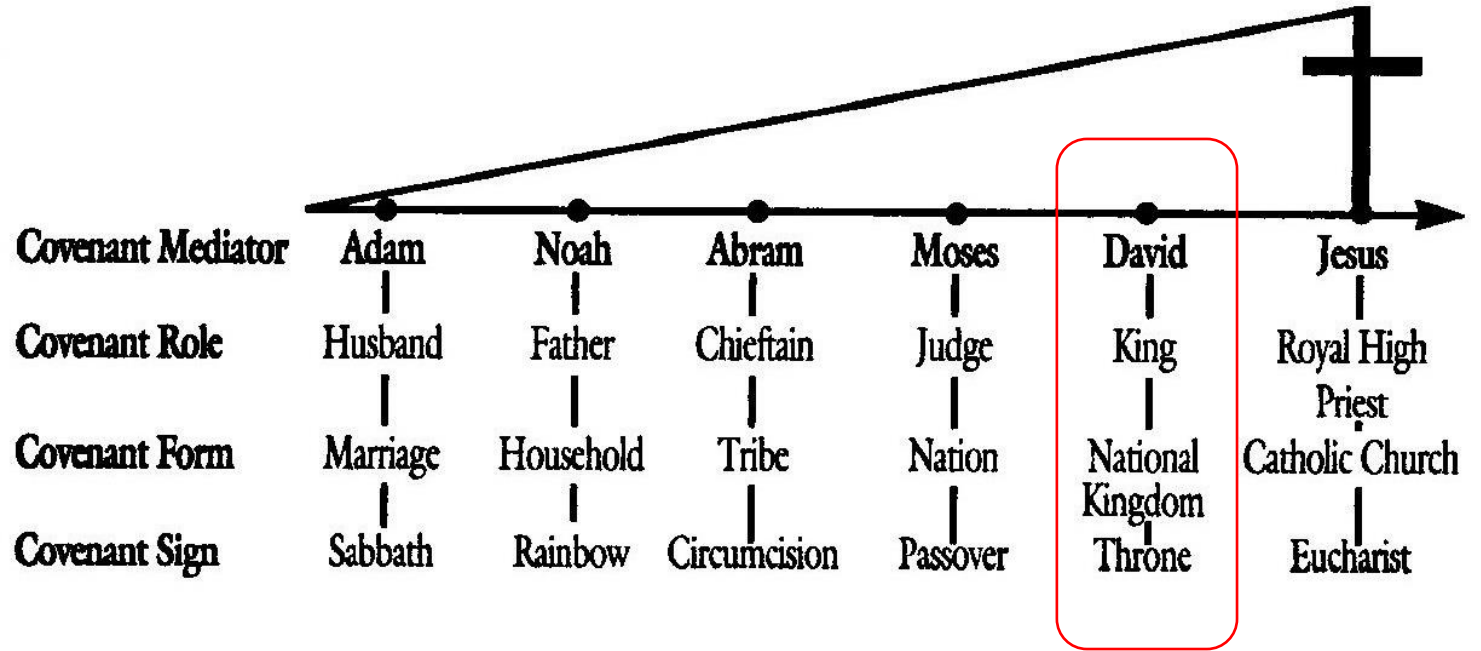 Covenant Mediator Adam Noah Abram Moses David Jesus
Covenant Role Husband Father Chieftain Judge King Royal High
Priest
Covenant Form Marriage Household Tribe Nation National Catholic Church
Kingdom
Covenant Sign Sabbath Rainbow Circumcision Passover Throne Eucharist